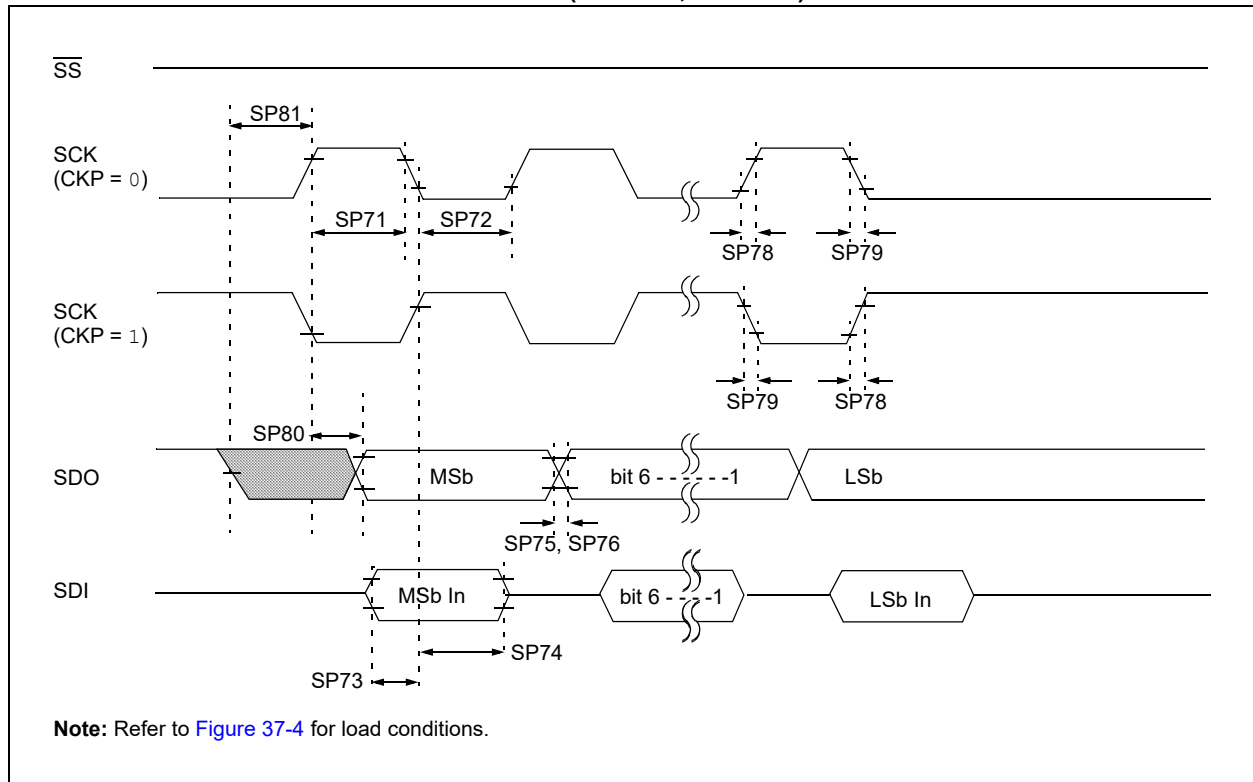 SS
SP81
SCK
(CKP = 0)
SP71
SP72
SP78
SP79
SCK
(CKP = 1)
SP79
SP78
SP80
SDO
MSb
bit 6 - - - - - -1
LSb
SP75, SP76
SDI
MSb In
bit 6 - - - - -1
LSb In
SP74
SP73
Note: Refer to Figure 37-4 for load conditions.